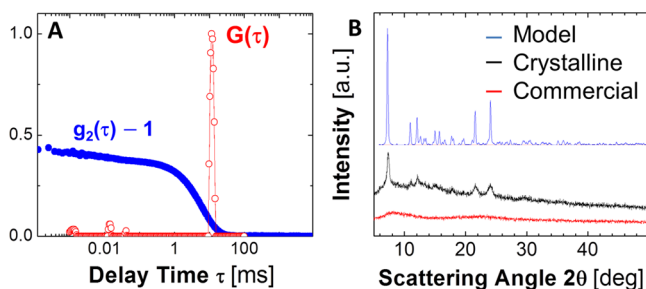 A
G(τ)
g₂(τ) − 1
1.0
0.5
0.0
0.01
1
100
Delay Time τ [ms]
B
Model
Crystalline
Commercial
Intensity [a.u.]
10
20
30
40
Scattering Angle 2θ [deg]